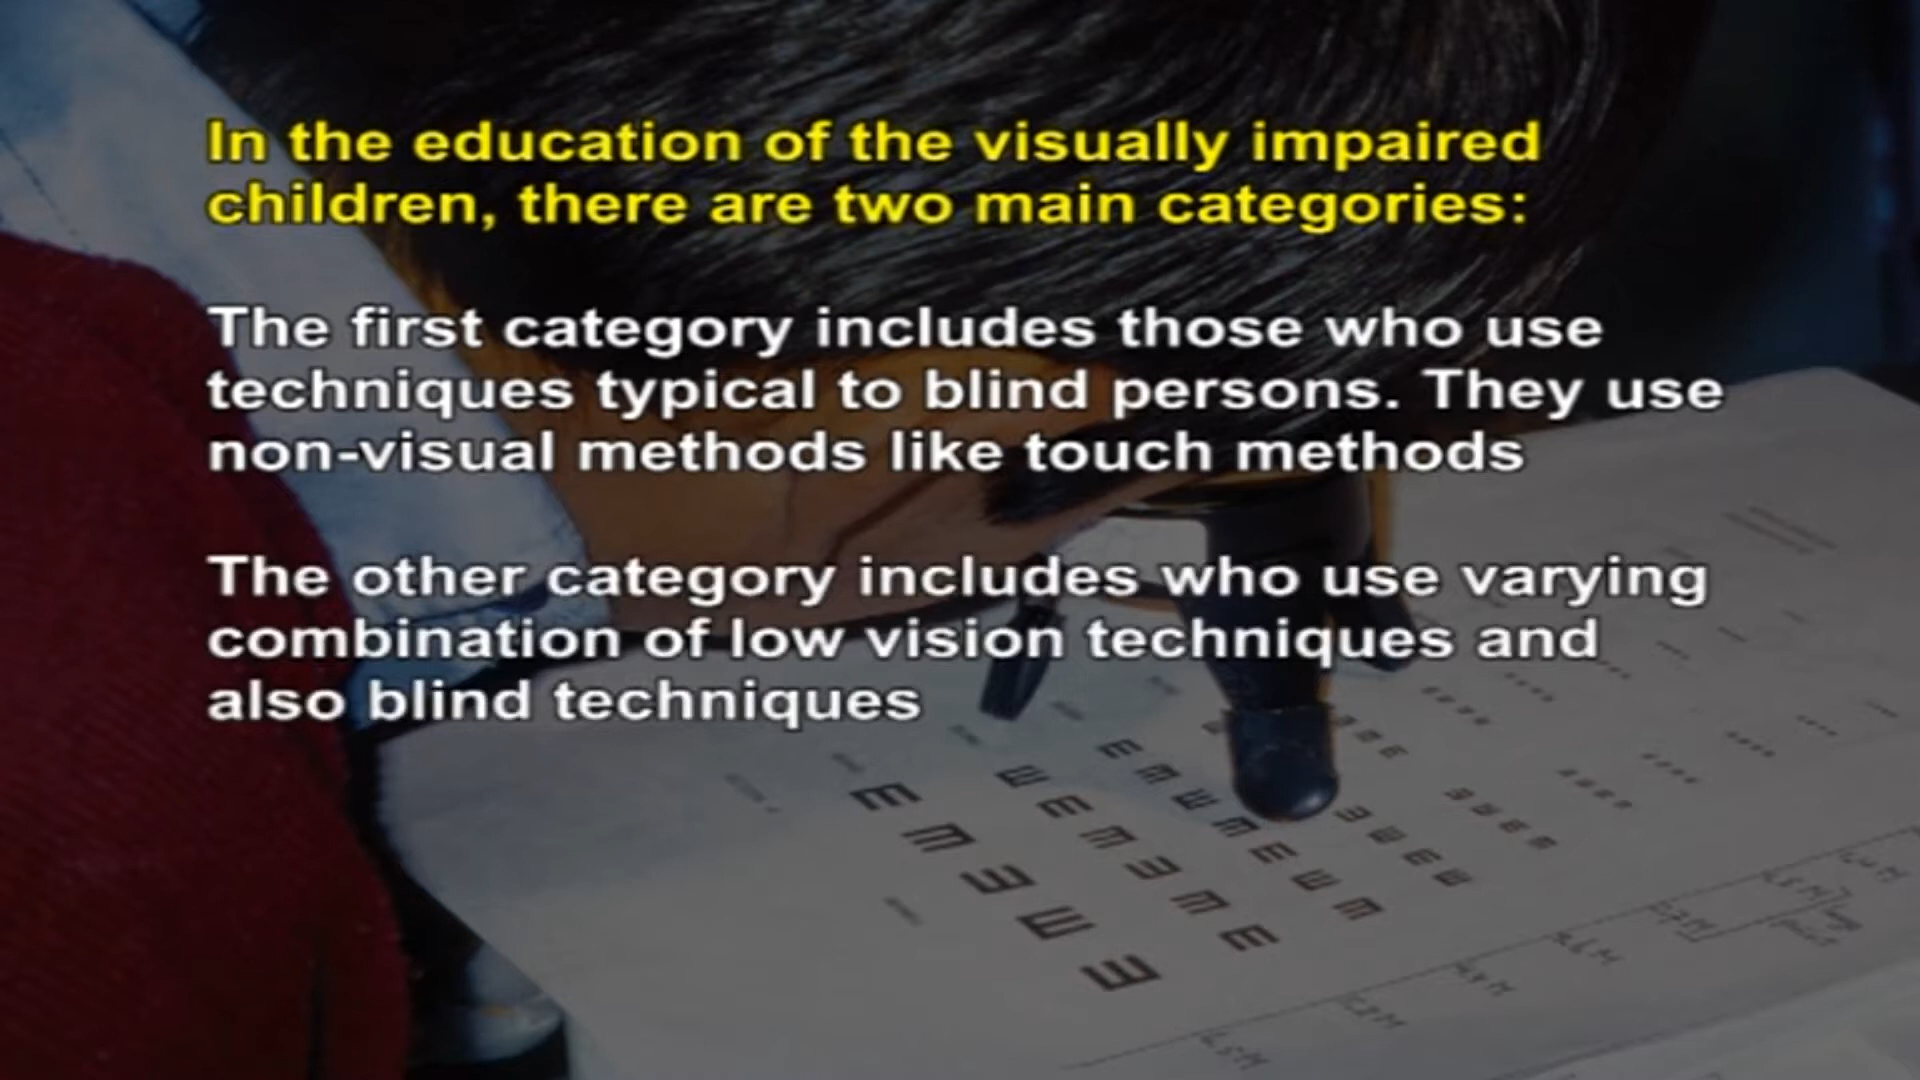 In the education of the visually impaired
children, there are two main categories:
The first category includes those who use
techniques typical to blind persons. They use
non-visual methods like touch methods
The other category includes who use varying
combination of low vision techniques and
also blind techniques